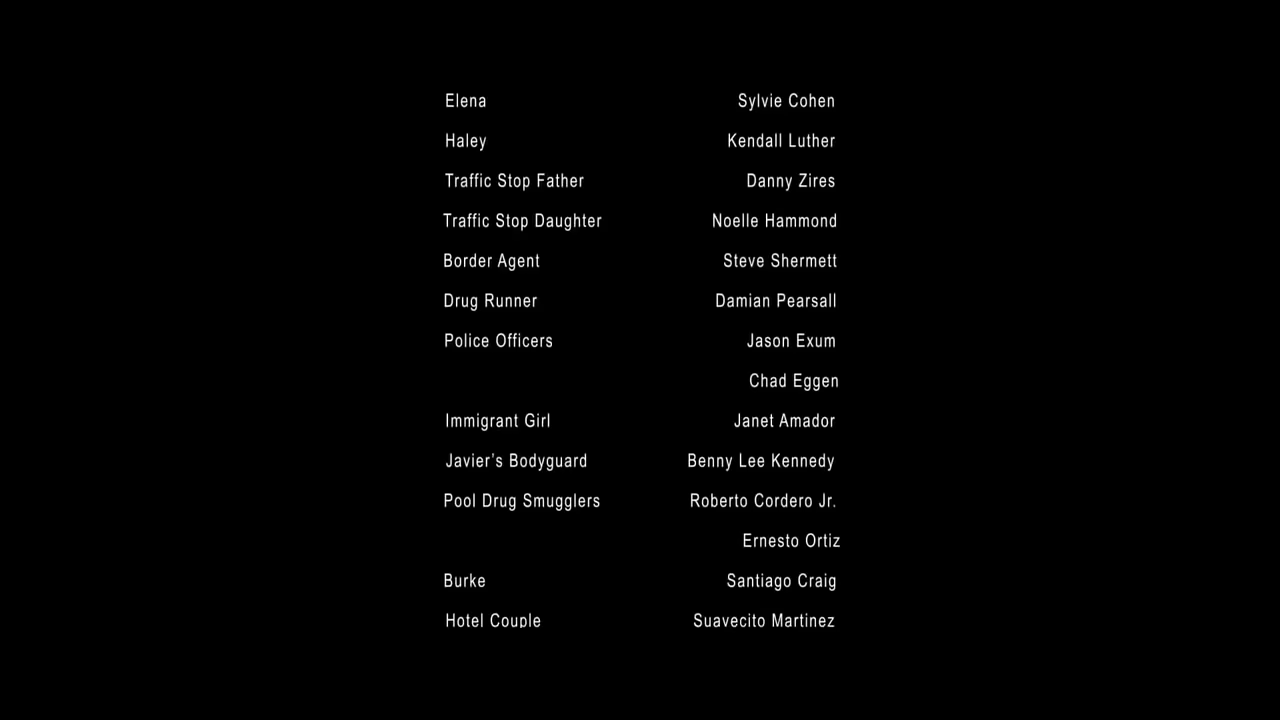 Elena Sylvie Cohen
Haley Kendall Luther
Traffic Stop Father Danny Zires
Traffic Stop Daughter Noelle Hammond
Border Agent Steve Shermett
Drug Runner Damian Pearsall
Police Officers Jason Exum
Chad Eggen
Immigrant Girl Janet Amador
Javier's Bodyguard Benny Lee Kennedy
Pool Drug Smugglers Roberto Cordero Jr.
Ernesto Ortiz
Burke Santiago Craig
Hotel Couple Suavecito Martinez